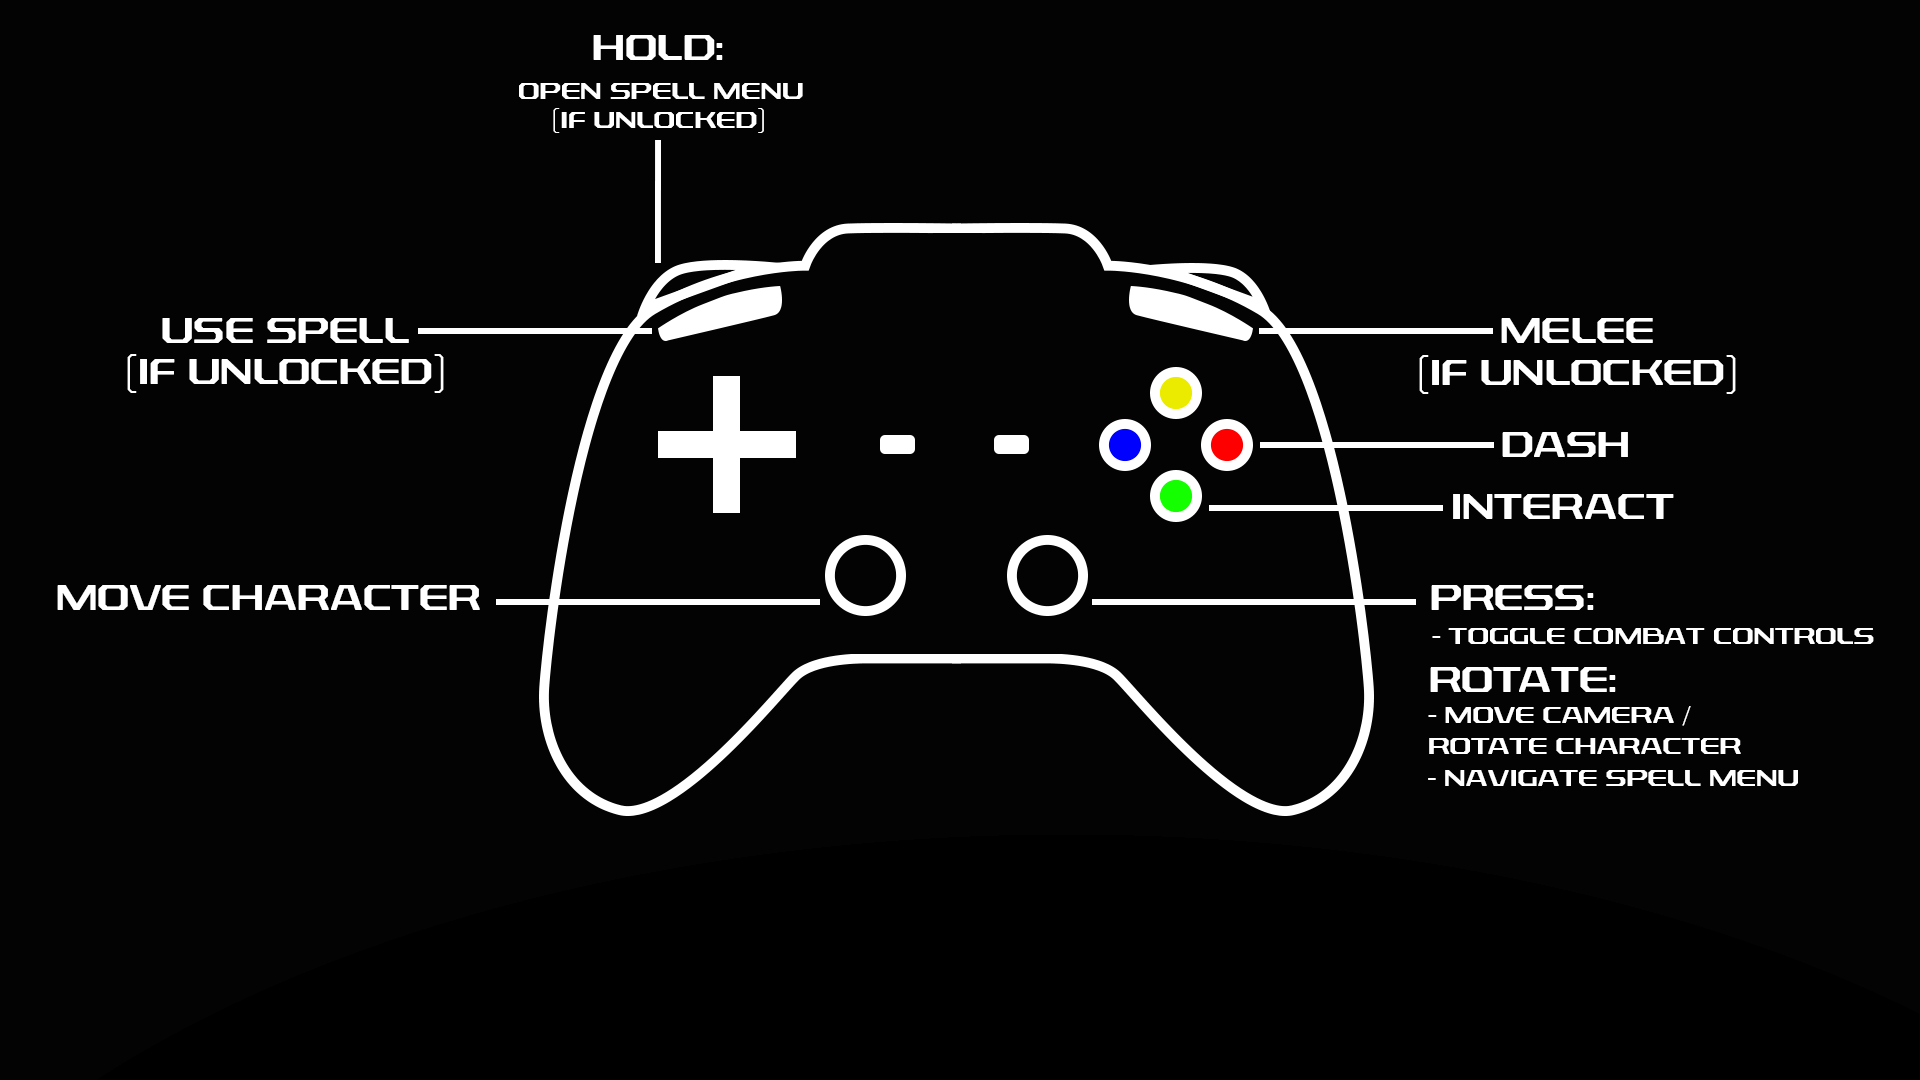 HOLD:
OPEN SPELL MENU
(IF UNLOCKED)
USE SPELL
(IF UNLOCKED)
MELEE
(IF UNLOCKED)
DASH
INTERACT
MOVE CHARACTER
PRESS:
- TOGGLE COMBAT CONTROLS
ROTATE:
- MOVE CAMERA /
ROTATE CHARACTER
- NAVIGATE SPELL MENU